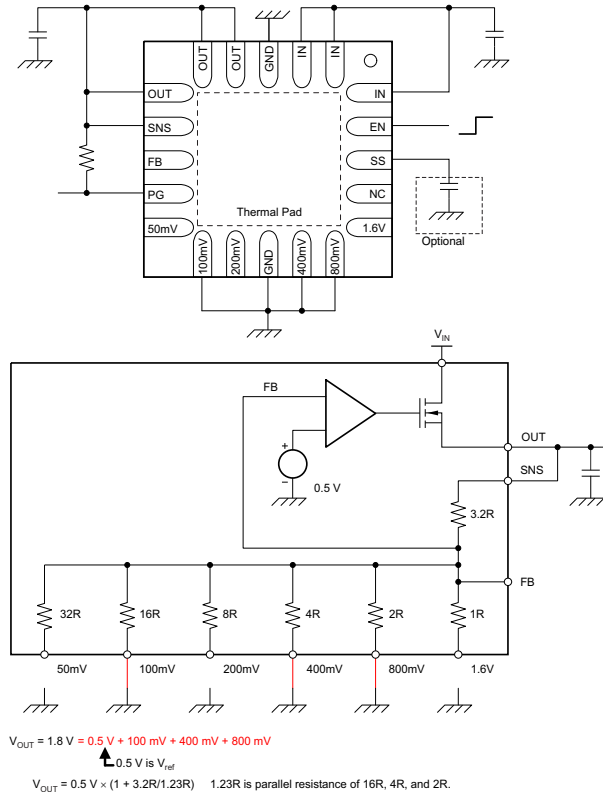 OUT
OUT
GND
IN
IN
OUT
IN
SNS
EN
FB
SS
PG
NC
Thermal Pad
50mV
1.6V
Optional
100mV
200mV
GND
400mV
800mV
VIN
FB
OUT
SNS
+
−
0.5 V
3.2R
FB
32R
16R
8R
4R
2R
1R
50mV
100mV
200mV
400mV
800mV
1.6V
VOUT = 1.8 V = 0.5 V + 100 mV + 400 mV + 800 mV
0.5 V is Vref
VOUT = 0.5 V × (1 + 3.2R/1.23R) 1.23R is parallel resistance of 16R, 4R, and 2R.